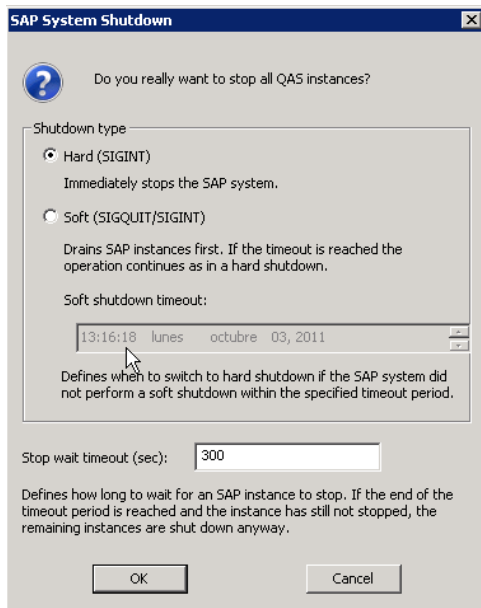 SAP System Shutdown
Do you really want to stop all QAS instances?
Shutdown type
Hard (SIGINT)
Immediately stops the SAP system.
Soft (SIGQUIT/SIGINT)
Drains SAP instances first. If the timeout is reached the
operation continues as in a hard shutdown.
Soft shutdown timeout:
13:16:18 lunes octubre 03, 2011
Defines when to switch to hard shutdown if the SAP system did
not perform a soft shutdown within the specified timeout period.
Stop wait timeout (sec): 300
Defines how long to wait for an SAP instance to stop. If the end of the
timeout period is reached and the instance has still not stopped, the
remaining instances are shut down anyway.
OK Cancel